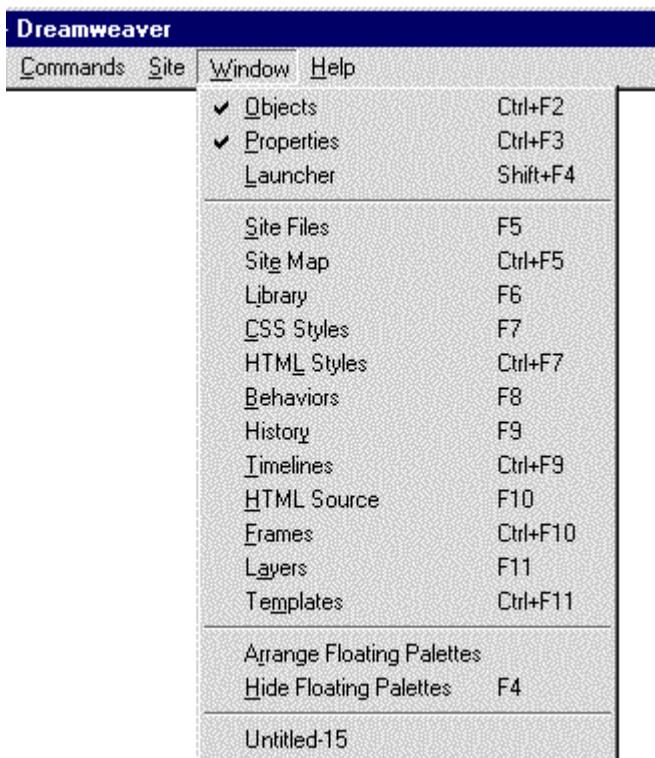 Dreamweaver
Commands Site Window Help
Objects Ctrl+F2
Properties Ctrl+F3
Launcher Shift+F4
Site Files F5
Site Map Ctrl+F5
Library F6
CSS Styles F7
HTML Styles Ctrl+F7
Behaviors F8
History F9
Timelines Ctrl+F9
HTML Source F10
Frames Ctrl+F10
Layers F11
Templates Ctrl+F11
Arrange Floating Palettes
Hide Floating Palettes F4
Untitled-15